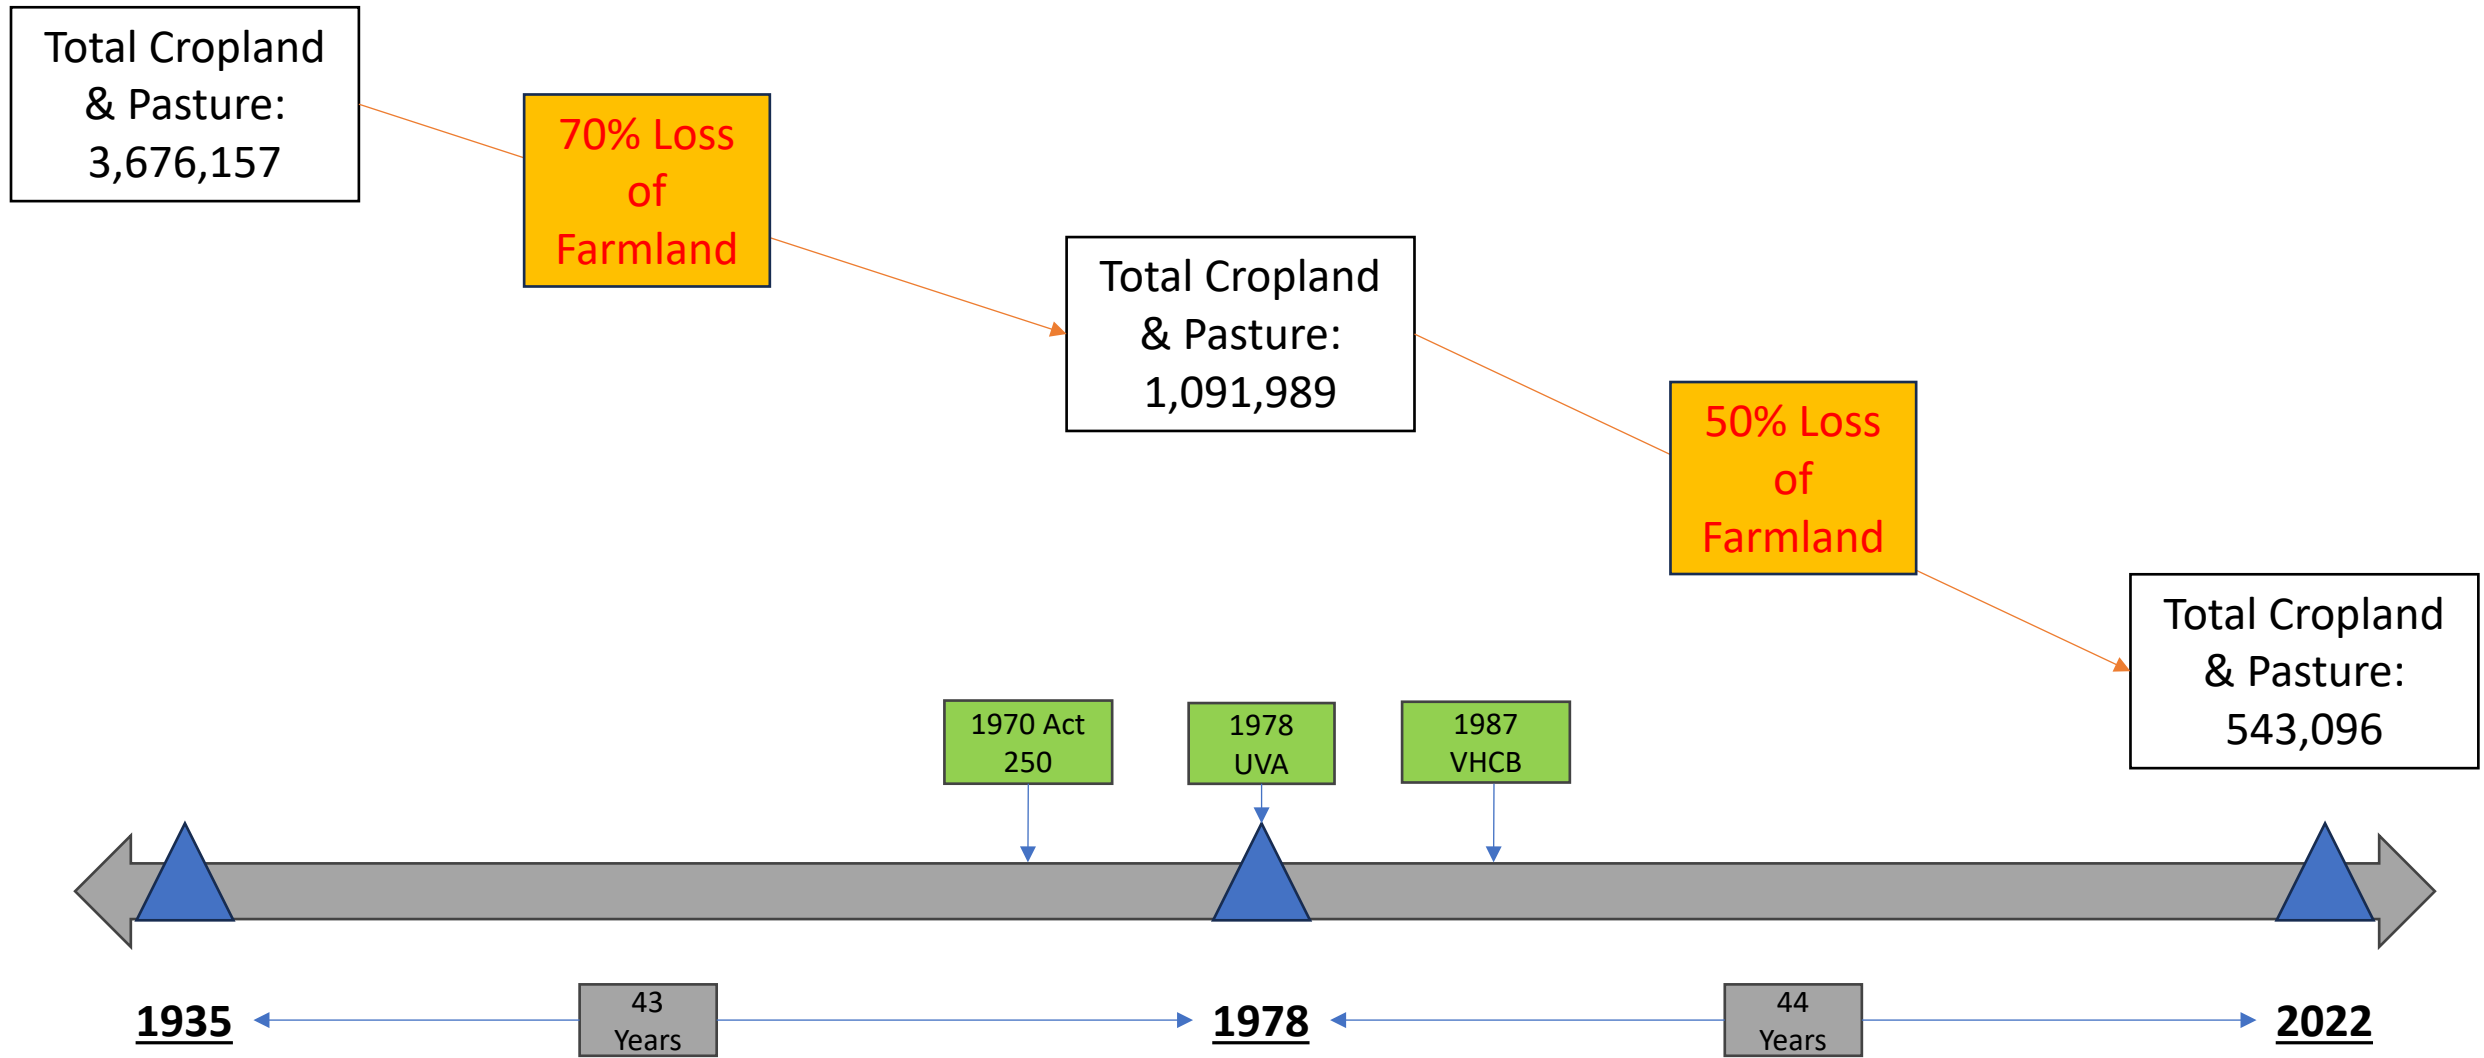 Total Cropland
& Pasture:
3,676,157
70% Loss
of
Farmland
Total Cropland
& Pasture:
1,091,989
50% Loss
of
Farmland
Total Cropland
& Pasture:
543,096
1970 Act
250
1978
UVA
1987
VHCB
1935
43
Years
1978
44
Years
2022